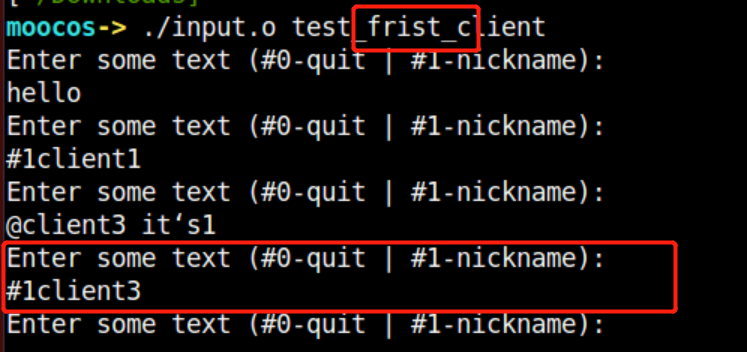 moocos-> ./input.o test_frist_client
Enter some text (#0-quit | #1-nickname):
hello
Enter some text (#0-quit | #1-nickname):
#1client1
Enter some text (#0-quit | #1-nickname):
@client3 it‘s1
Enter some text (#0-quit | #1-nickname):
#1client3
Enter some text (#0-quit | #1-nickname):